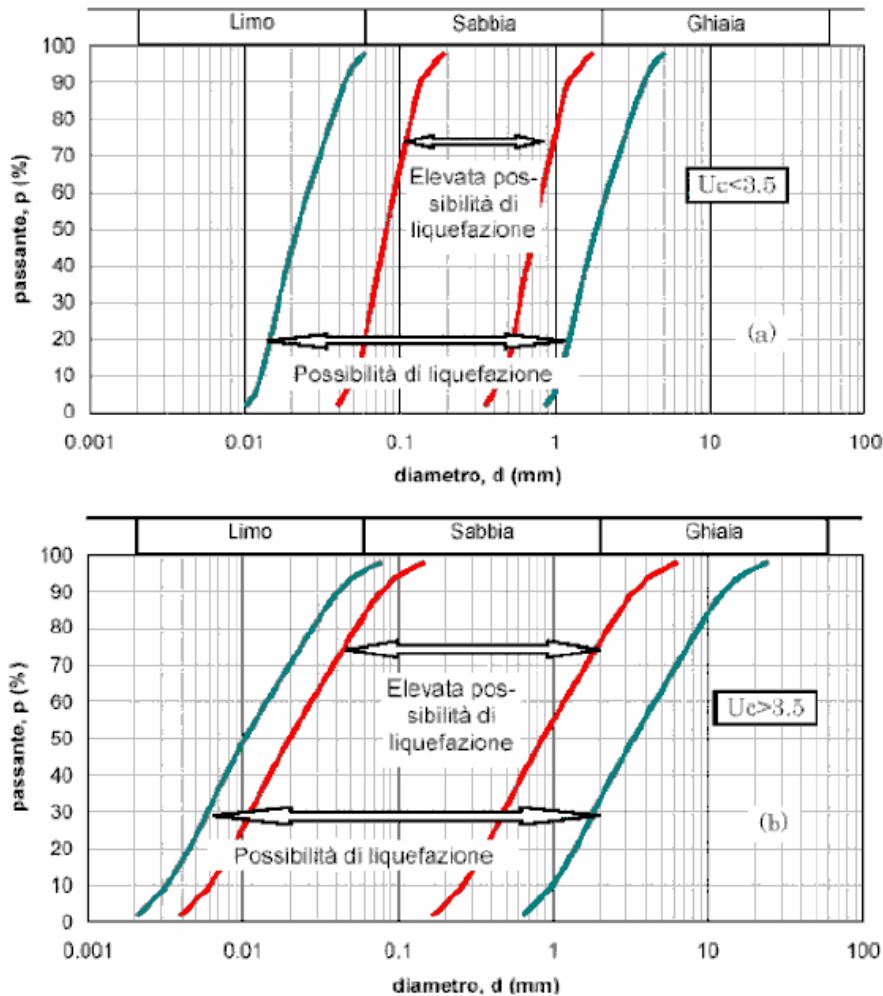 Limo Sabbia Ghiaia
100
90
80
70
60
50
40
30
20
10
0
passante, p (%)
Elevata pos-
sibilità di
liquefazione
Uc<3.5
(a)
Possibilità di liquefazione
0.001 0.01 0.1 1 10 100
diametro, d (mm)
Limo Sabbia Ghiaia
100
90
80
70
60
50
40
30
20
10
0
passante, p (%)
Elevata pos-
sibilità di
liquefazione
Uc>3.5
(b)
Possibilità di liquefazione
0.001 0.01 0.1 1 10 100
diametro, d (mm)